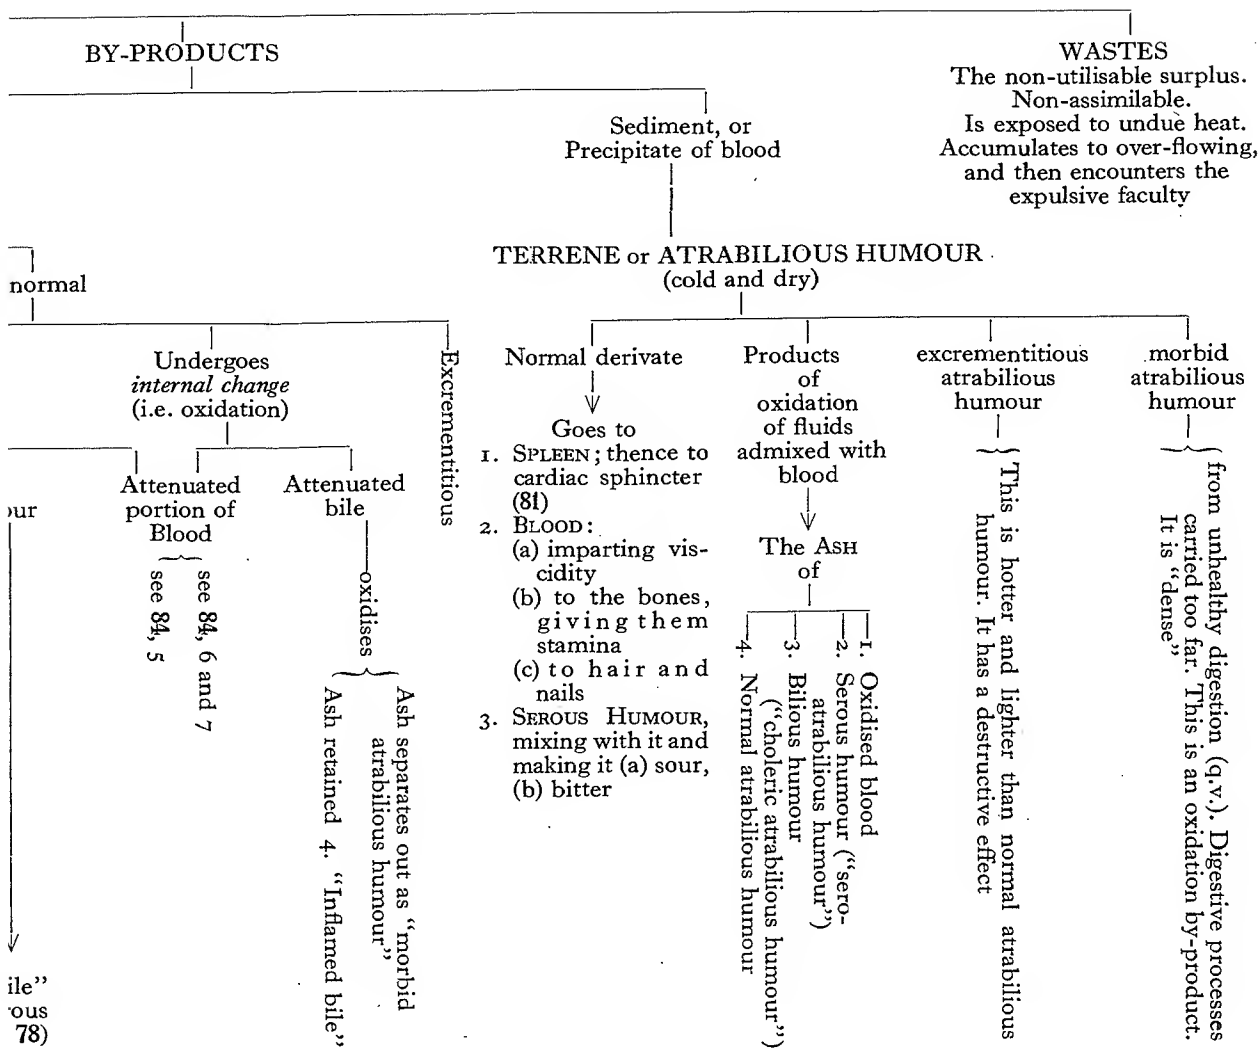 BY-PRODUCTS
WASTES
The non-utilisable surplus.
Non-assimilable.
Is exposed to undue heat.
Accumulates to over-flowing,
and then encounters the
expulsive faculty
Sediment, or
Precipitate of blood
TERRENE or ATRABILIOUS HUMOUR
(cold and dry)
normal
Undergoes
internal change
(i.e. oxidation)
Excrementitious
Attenuated
portion of
Blood
see 84, 6 and 7
see 84, 5
Attenuated
bile
oxidises
Ash separates out as “morbid
atrabilious humour”
Ash retained 4. “Inflamed bile”
our
ile”
rous
78)
Normal derivate
Goes to
1. SPLEEN; thence to
cardiac sphincter
(81)
2. BLOOD:
(a) imparting vis-
cidity
(b) to the bones,
giving them
stamina
(c) to hair and
nails
3. SEROUS HUMOUR,
mixing with it and
making it (a) sour,
(b) bitter
Products
of
oxidation
of fluids
admixed with
blood
The ASH
of
1. Oxidised blood
2. Serous humour (“sero-
atrabilious humour”)
3. Bilious humour
(“choleric atrabilious humour”)
4. Normal atrabilious humour
excrementitious
atrabilious
humour
This is hotter and lighter than normal atrabilious
humour. It has a destructive effect
morbid
atrabilious
humour
from unhealthy digestion (q.v.). Digestive processes
carried too far. This is an oxidation by-product.
It is “dense”